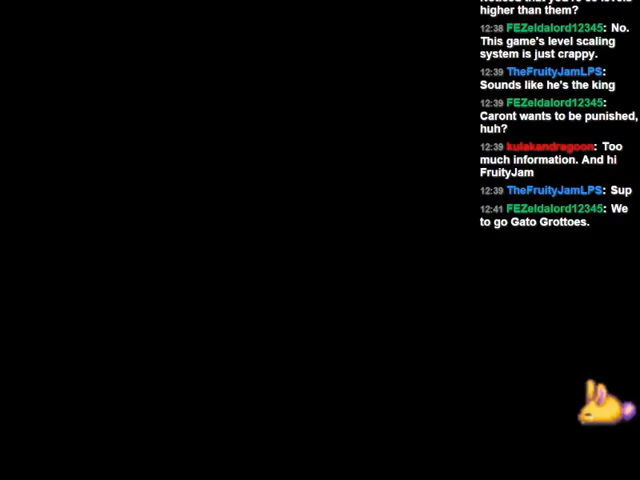 higher than them?
12:38 FEZeldalord12345: No.
This game's level scaling
system is just crappy.
12:39 TheFruityJamLPS:
Sounds like he's the king
12:39 FEZeldalord12345:
Caront wants to be punished,
huh?
12:39 kulakandragoon: Too
much information. And hi
FruityJam
12:39 TheFruityJamLPS: Sup
12:41 FEZeldalord12345: We
to go Gato Grottoes.